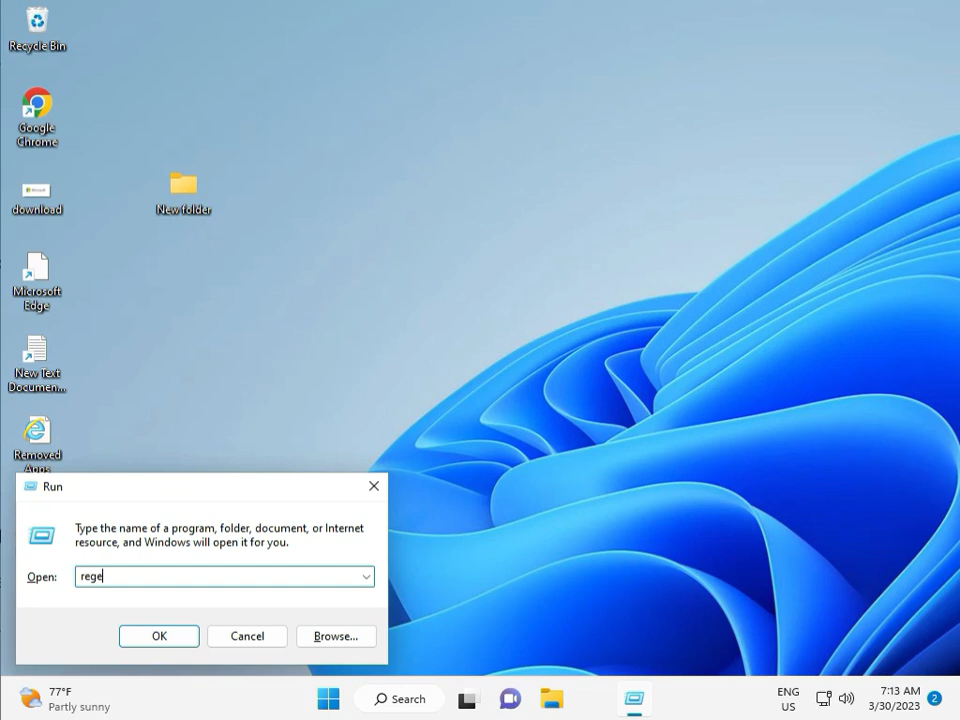 Recycle Bin
Google
Chrome
download
New folder
Microsoft
Edge
New Text
Documen...
Removed
Apps
Run
Type the name of a program, folder, document, or Internet
resource, and Windows will open it for you.
Open:
rege
OK
Cancel
Browse...
77°F
Partly sunny
Search
ENG
US
7:13 AM
3/30/2023
2